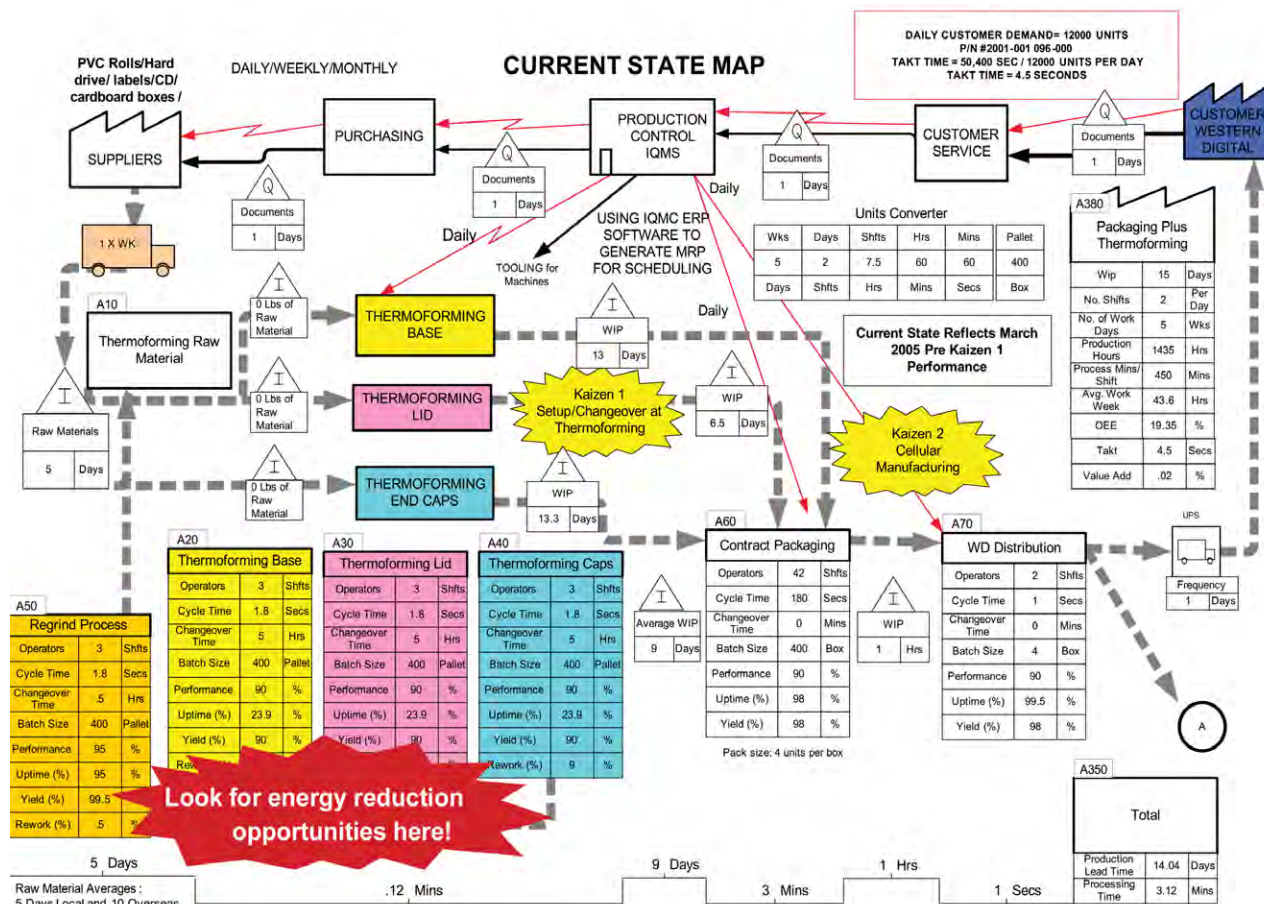 DAILY CUSTOMER DEMAND= 12000 UNITS
P/N #2001-001 096-000
TAKT TIME = 50,400 SEC / 12000 UNITS PER DAY
TAKT TIME = 4.5 SECONDS
CURRENT STATE MAP
PVC Rolls/Hard
drive/ labels/CD/
cardboard boxes /
DAILY/WEEKLY/MONTHLY
SUPPLIERS
PURCHASING
PRODUCTION
CONTROL
IQMS
CUSTOMER
SERVICE
CUSTOMER
WESTERN
DIGITAL
Q
Documents
1 Days
Q
Documents
1 Days
Q
Documents
1 Days
Q
Documents
1 Days
1 X WK
Daily
Daily
Daily
TOOLING for
Machines
USING IQMC ERP
SOFTWARE TO
GENERATE MRP
FOR SCHEDULING
Units Converter
Wks Days Shfts Hrs Mins Pallet
5 2 7.5 60 60 400
Days Shfts Hrs Mins Secs Box
Current State Reflects March
2005 Pre Kaizen 1
Performance
A380
Packaging Plus
Thermoforming
Wip 15 Days
No. Shifts 2 Per Day
No. of Work Days 5 Wks
Production Hours 1435 Hrs
Process Mins/ Shift 450 Mins
Avg. Work Week 43.6 Hrs
OEE 19.35 %
Takt 4.5 Secs
Value Add .02 %
A10
Thermoforming Raw
Material
I
Raw Materials
5 Days
I
0 Lbs of
Raw
Material
I
0 Lbs of
Raw
Material
I
0 Lbs of
Raw
Material
THERMOFORMING
BASE
THERMOFORMING
LID
THERMOFORMING
END CAPS
I
WIP
13 Days
I
WIP
6.5 Days
I
WIP
13.3 Days
Kaizen 1
Setup/Changeover at
Thermoforming
Kaizen 2
Cellular
Manufacturing
A50
Regrind Process
Operators 3 Shfts
Cycle Time 1.8 Secs
Changeover Time .5 Hrs
Batch Size 400 Pallet
Performance 95 %
Uptime (%) 95 %
Yield (%) 99.5
Rework (%) .5 %
A20
Thermoforming Base
Operators 3 Shfts
Cycle Time 1.8 Secs
Changeover Time 5 Hrs
Batch Size 400 Pallet
Performance 90 %
Uptime (%) 23.9 %
Yield (%) 90 %
A30
Thermoforming Lid
Operators 3 Shfts
Cycle Time 1.8 Secs
Changeover Time 5 Hrs
Batch Size 400 Pallet
Performance 90 %
Uptime (%) 23.9 %
Yield (%) 90 %
%
A40
Thermoforming Caps
Operators 3 Shfts
Cycle Time 1.8 Secs
Changeover Time 5 Hrs
Batch Size 400 Pallet
Performance 90 %
Uptime (%) 23.9 %
Yield (%) 90 %
Rework (%) 9 %
I
Average WIP
9 Days
A60
Contract Packaging
Operators 42 Shfts
Cycle Time 180 Secs
Changeover Time 0 Mins
Batch Size 400 Box
Performance 90 %
Uptime (%) 98 %
Yield (%) 98 %
Pack size: 4 units per box
I
WIP
1 Hrs
A70
WD Distribution
Operators 2 Shfts
Cycle Time 1 Secs
Changeover Time 0 Mins
Batch Size 4 Box
Performance 90 %
Uptime (%) 99.5 %
Yield (%) 98 %
UPS
Frequency
1 Days
A
Look for energy reduction
opportunities here!
A350
Total
Production Lead Time 14.04 Days
Processing Time 3.12 Mins
5 Days
.12 Mins
9 Days
3 Mins
1 Hrs
1 Secs
Raw Material Averages :
5 Days Local and 10 Overseas